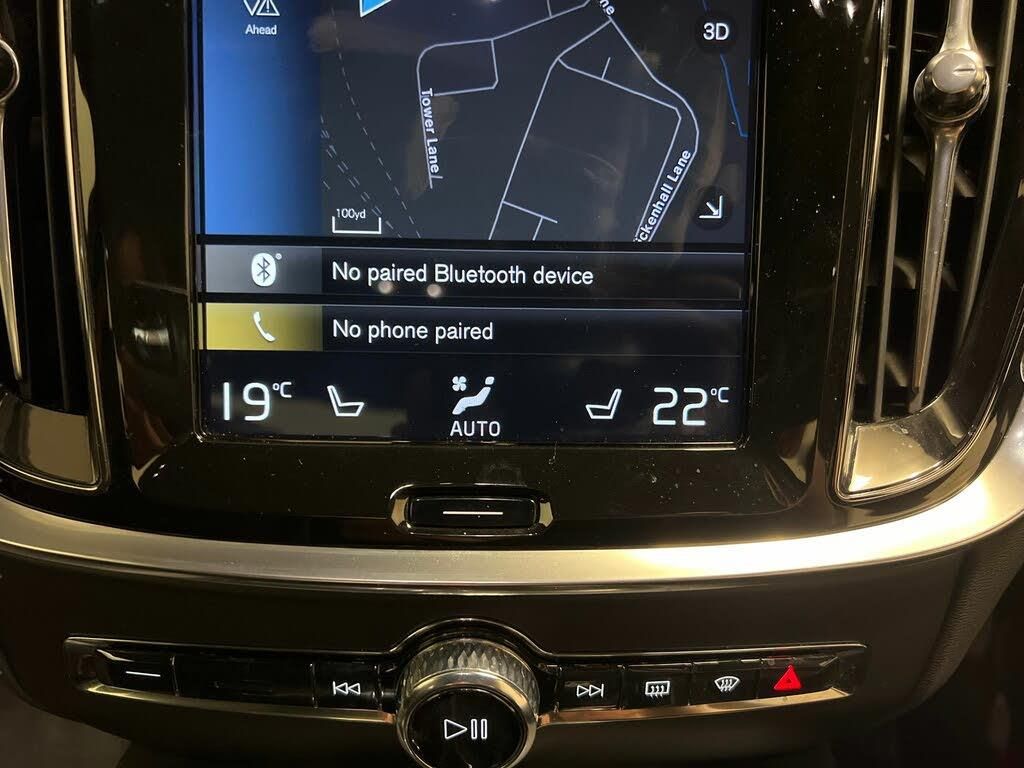 Ahead
3D
Tower Lane
100yd
No paired Bluetooth device
No phone paired
19°C
22°C
AUTO